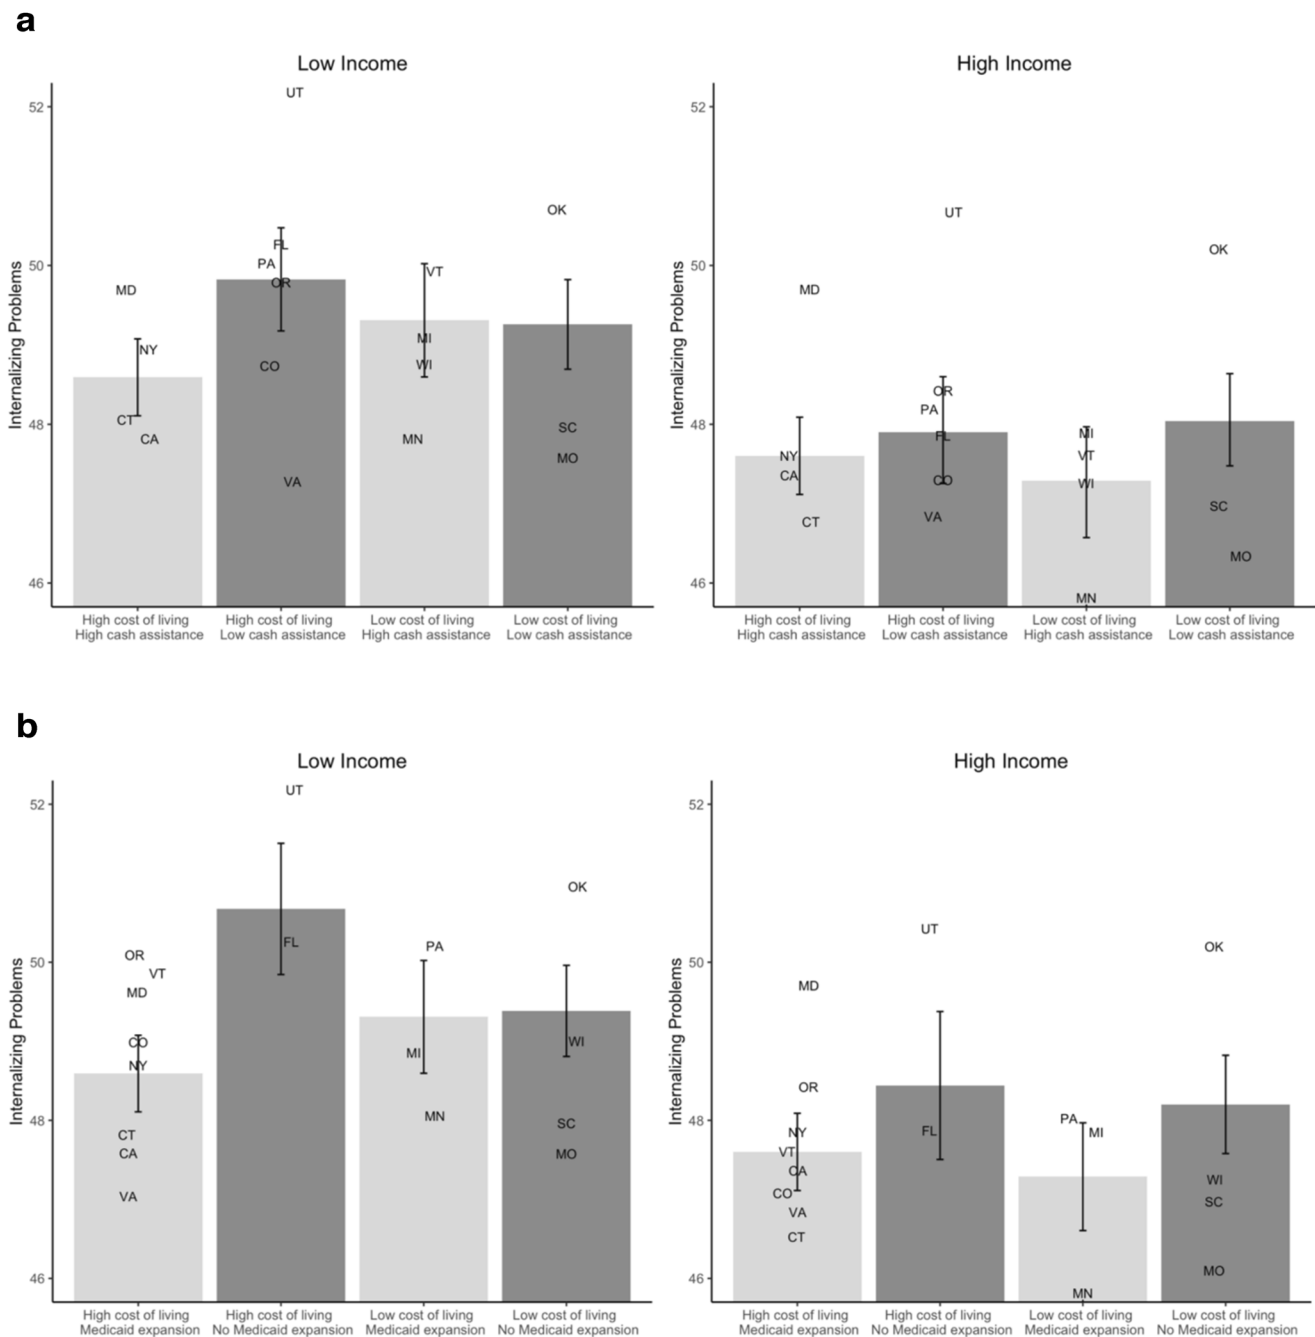 a
Low Income
High Income
Internalizing Problems
52
50
48
46
UT
OK
FL
PA
OR
VT
MD
NY
MI
CO
WI
CT
CA
MN
SC
MO
VA
High cost of living
High cash assistance
High cost of living
Low cash assistance
Low cost of living
High cash assistance
Low cost of living
Low cash assistance
Internalizing Problems
52
50
48
46
UT
OK
MD
OR
PA
FL
MI
NY
VT
CA
CO
WI
CT
VA
SC
MO
MN
High cost of living
High cash assistance
High cost of living
Low cash assistance
Low cost of living
High cash assistance
Low cost of living
Low cash assistance
b
Low Income
High Income
Internalizing Problems
52
50
48
46
UT
OK
FL
PA
OR
VT
MD
CO
NY
MI
WI
CT
CA
MN
SC
MO
VA
High cost of living
Medicaid expansion
High cost of living
No Medicaid expansion
Low cost of living
Medicaid expansion
Low cost of living
No Medicaid expansion
Internalizing Problems
52
50
48
46
UT
OK
MD
OR
NY
FL
PA
MI
VT
CA
CO
VA
CT
WI
SC
MO
MN
High cost of living
Medicaid expansion
High cost of living
No Medicaid expansion
Low cost of living
Medicaid expansion
Low cost of living
No Medicaid expansion